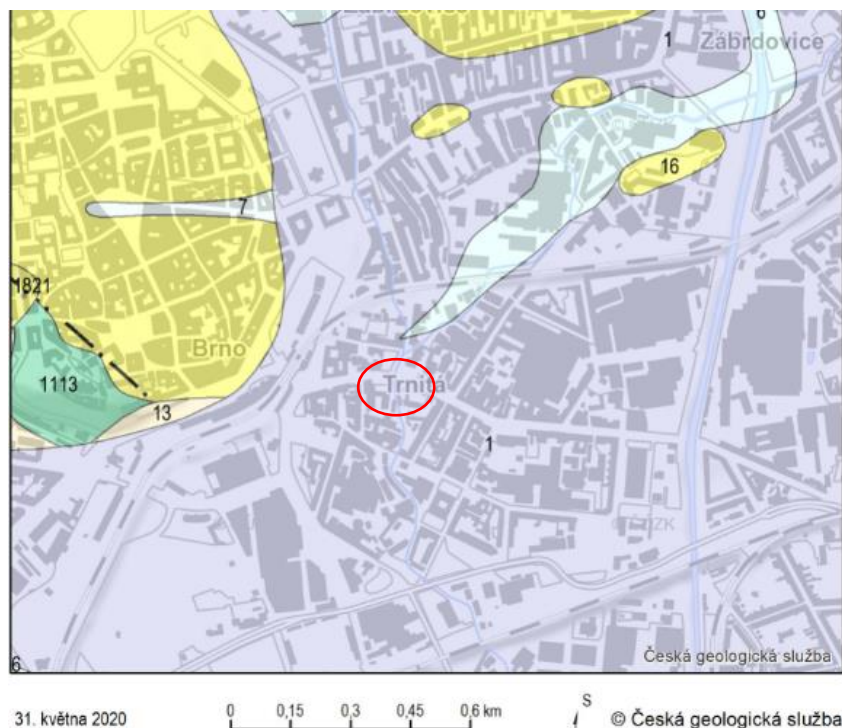 6
1
Zábrdovice
16
7
1821
Brno
1113
Trnitá
13
1
6
Česká geologická služba
31. května 2020
0 0,15 0,3 0,45 0,6 km
S
© Česká geologická služba